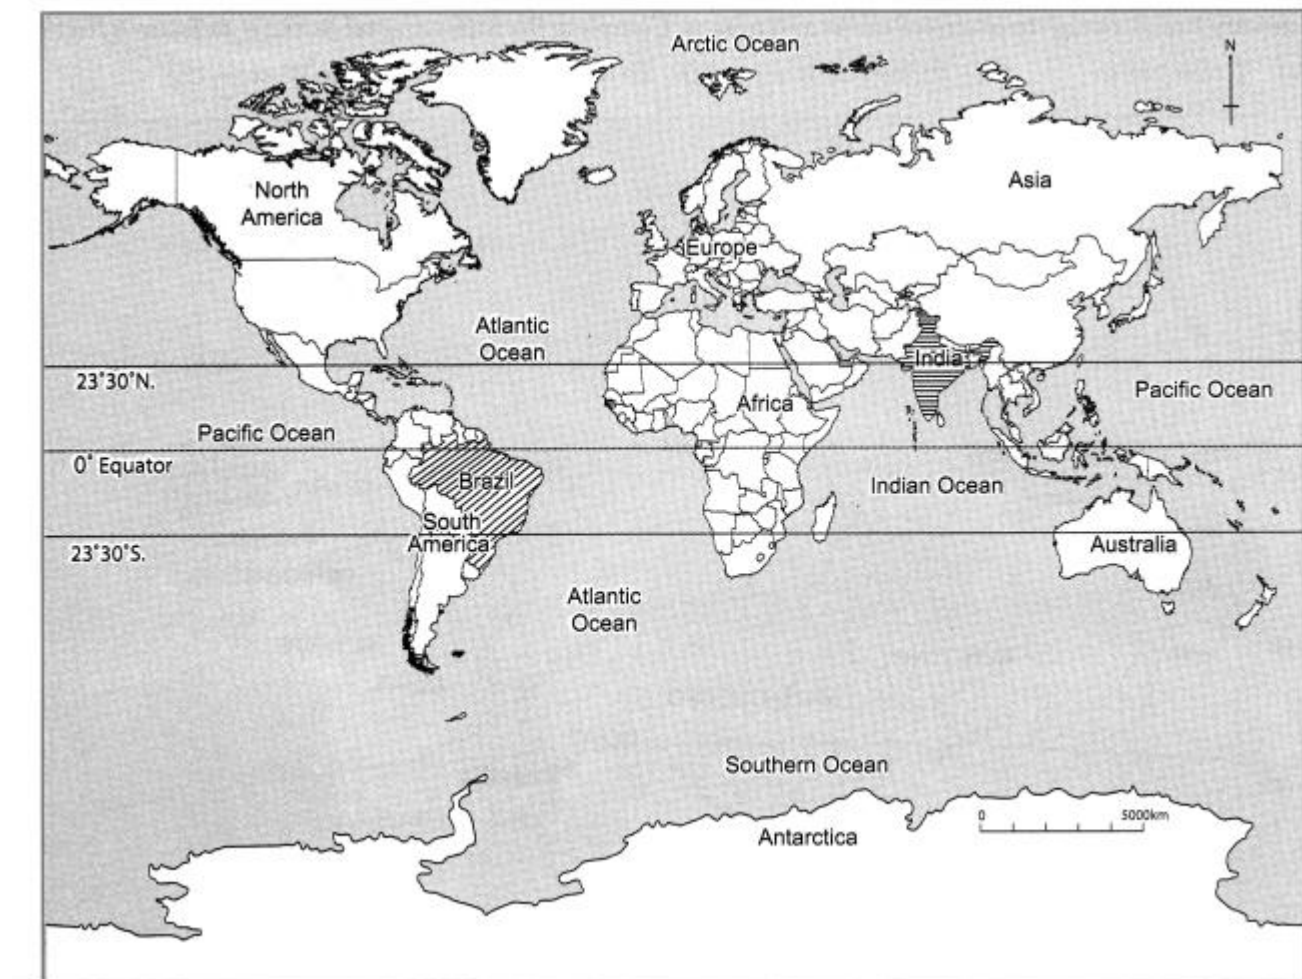 Arctic Ocean
N
North
America
Asia
Europe
Atlantic
Ocean
India
23°30'N.
Pacific Ocean
Africa
Pacific Ocean
0° Equator
Brazil
Indian Ocean
South
America
23°30'S.
Australia
Atlantic
Ocean
Southern Ocean
0 5000km
Antarctica